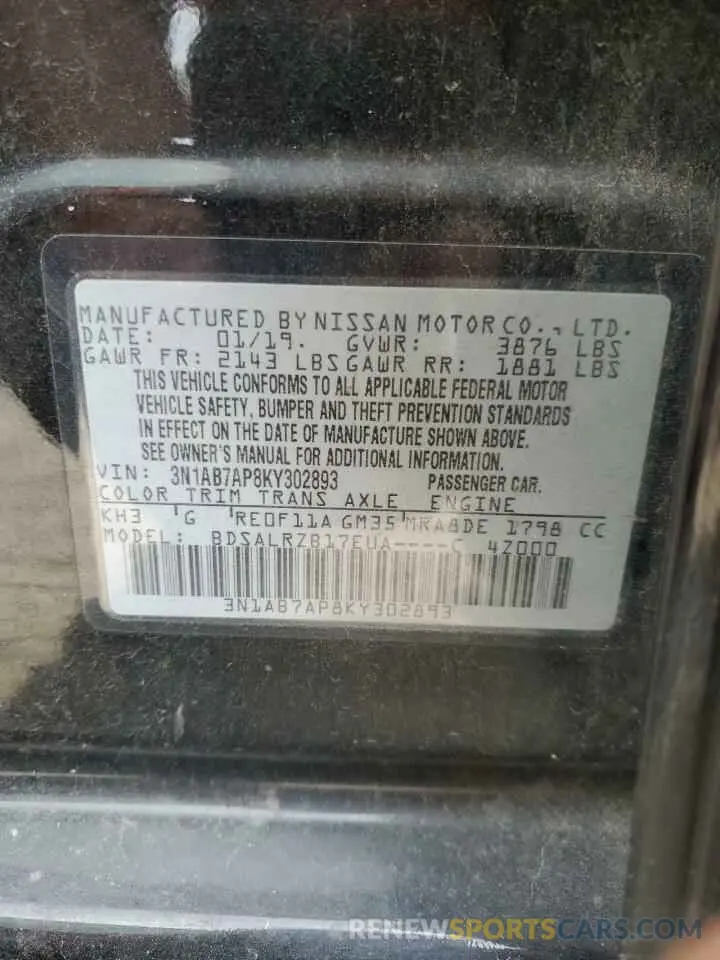 MANUFACTURED BY NISSAN MOTOR CO., LTD.
DATE: 01/19. GVWR: 3876 LBS
GAWR FR: 2143 LBS GAWR RR: 1881 LBS
THIS VEHICLE CONFORMS TO ALL APPLICABLE FEDERAL MOTOR
VEHICLE SAFETY, BUMPER AND THEFT PREVENTION STANDARDS
IN EFFECT ON THE DATE OF MANUFACTURE SHOWN ABOVE.
SEE OWNER'S MANUAL FOR ADDITIONAL INFORMATION.
VIN: 3N1AB7AP8KY302893 PASSENGER CAR.
COLOR TRIM TRANS AXLE ENGINE
KH3 G RE0F11A GM35 MRA8DE 1798 CC
MODEL: BDSALRZB17EUA----C 4Z000
3N1AB7AP8KY302893
RENEWSPORTSCARS.COM